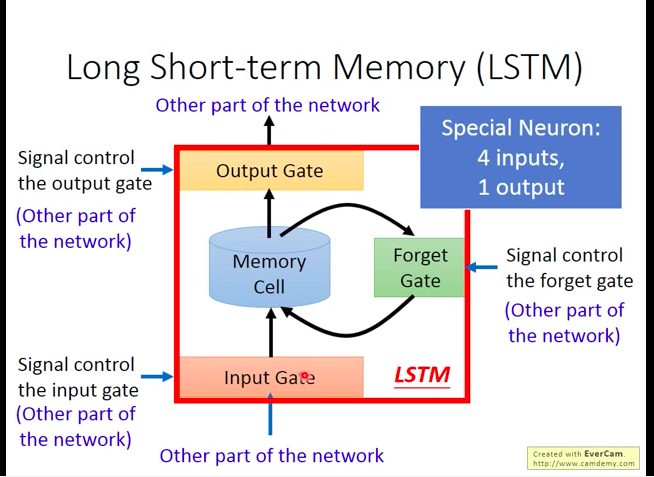 Long Short-term Memory (LSTM)
Other part of the network
Special Neuron:
4 inputs,
1 output
Signal control
the output gate
(Other part of
the network)
Output Gate
Memory
Cell
Forget
Gate
Signal control
the forget gate
(Other part of
the network)
Signal control
the input gate
(Other part of
the network)
Input Gate
LSTM
Other part of the network
Created with EverCam.
http://www.camdemy.com